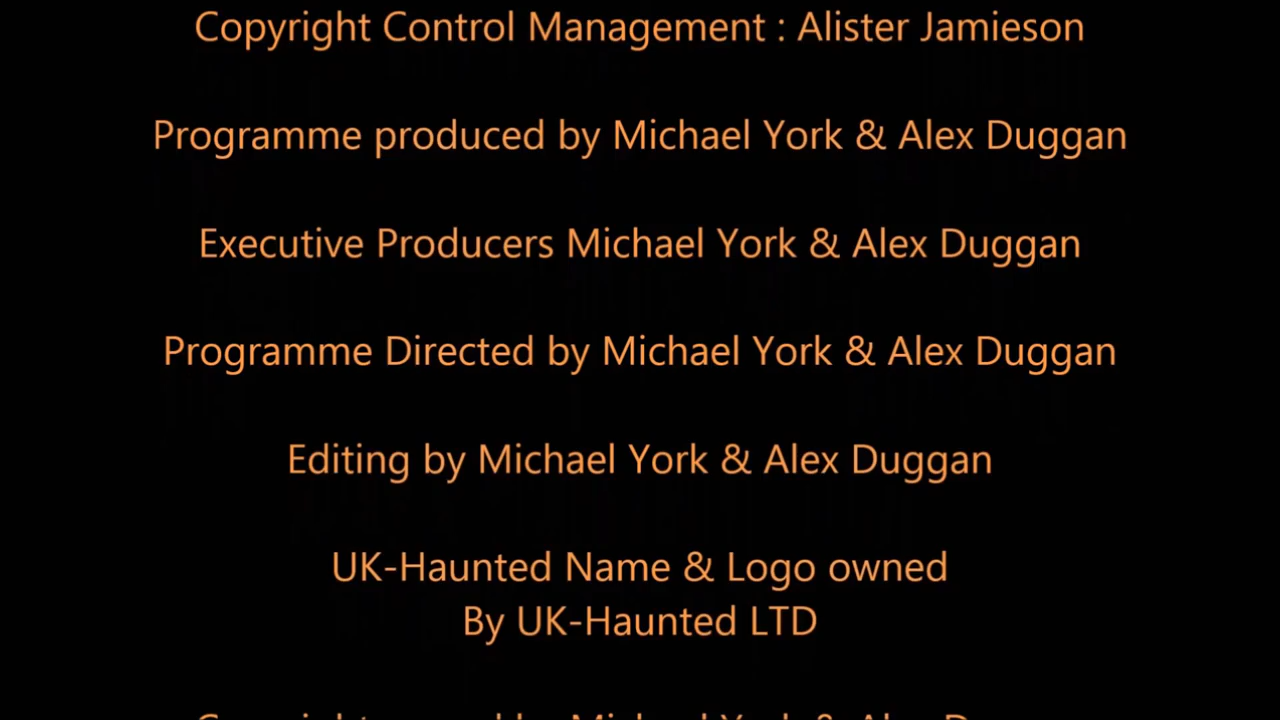 Copyright Control Management : Alister Jamieson
Programme produced by Michael York & Alex Duggan
Executive Producers Michael York & Alex Duggan
Programme Directed by Michael York & Alex Duggan
Editing by Michael York & Alex Duggan
UK-Haunted Name & Logo owned
By UK-Haunted LTD